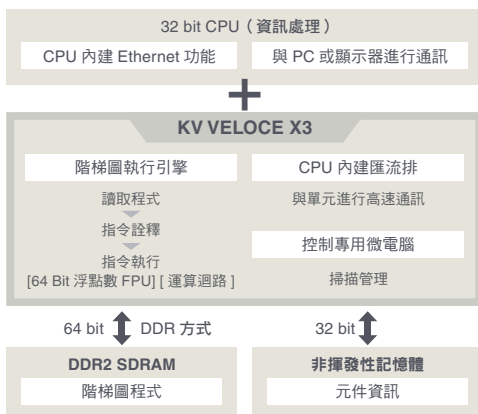 32 bit CPU（資訊處理）
CPU 內建 Ethernet 功能
與 PC 或顯示器進行通訊
KV VELOCE X3
階梯圖執行引擎
讀取程式
指令詮釋
指令執行
[64 Bit 浮點數 FPU] [ 運算迴路 ]
CPU 內建匯流排
與單元進行高速通訊
控制專用微電腦
掃描管理
64 bit DDR 方式
32 bit
DDR2 SDRAM
階梯圖程式
非揮發性記憶體
元件資訊